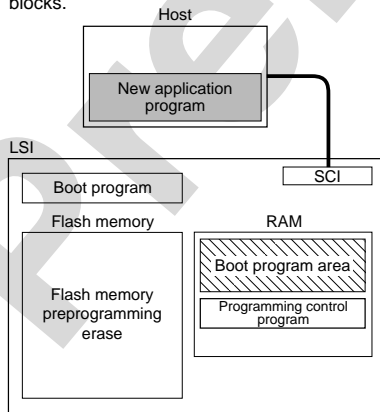 blocks.
Host
New application
program
LSI
SCI
Boot program
Flash memory
RAM
Boot program area
Flash memory
preprogramming
erase
Programming control
program